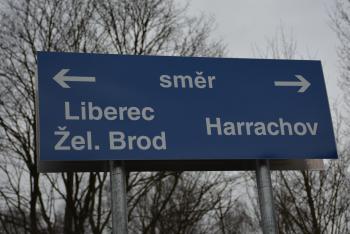 ← směr →
Liberec
Žel. Brod
Harrachov